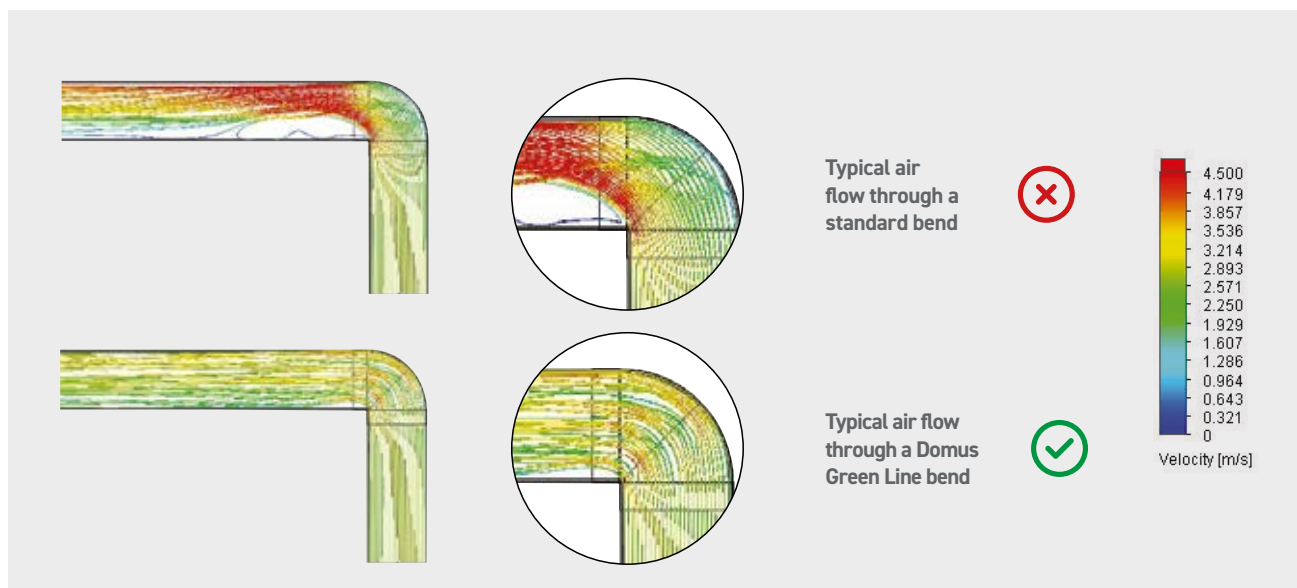 Typical air
flow through a
standard bend
4.500
4.179
3.857
3.536
3.214
2.893
2.571
2.250
1.929
1.607
1.286
0.964
0.643
0.321
0
Velocity [m/s]
Typical air flow
through a Domus
Green Line bend